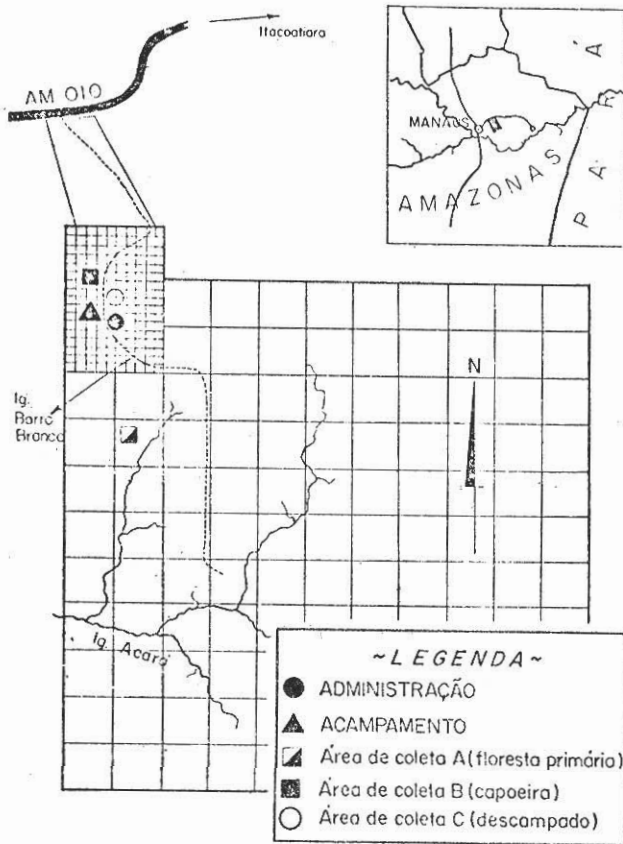 Itacoatiara
AM 010
MANAUS
AMAZONAS
PARÁ
Ig.
Barro
Branco
N
Ig. Acará
~LEGENDA~
ADMINISTRAÇÃO
ACAMPAMENTO
Área de coleta A (floresta primário)
Área de coleta B (capoeira)
Área de coleta C (descampado)